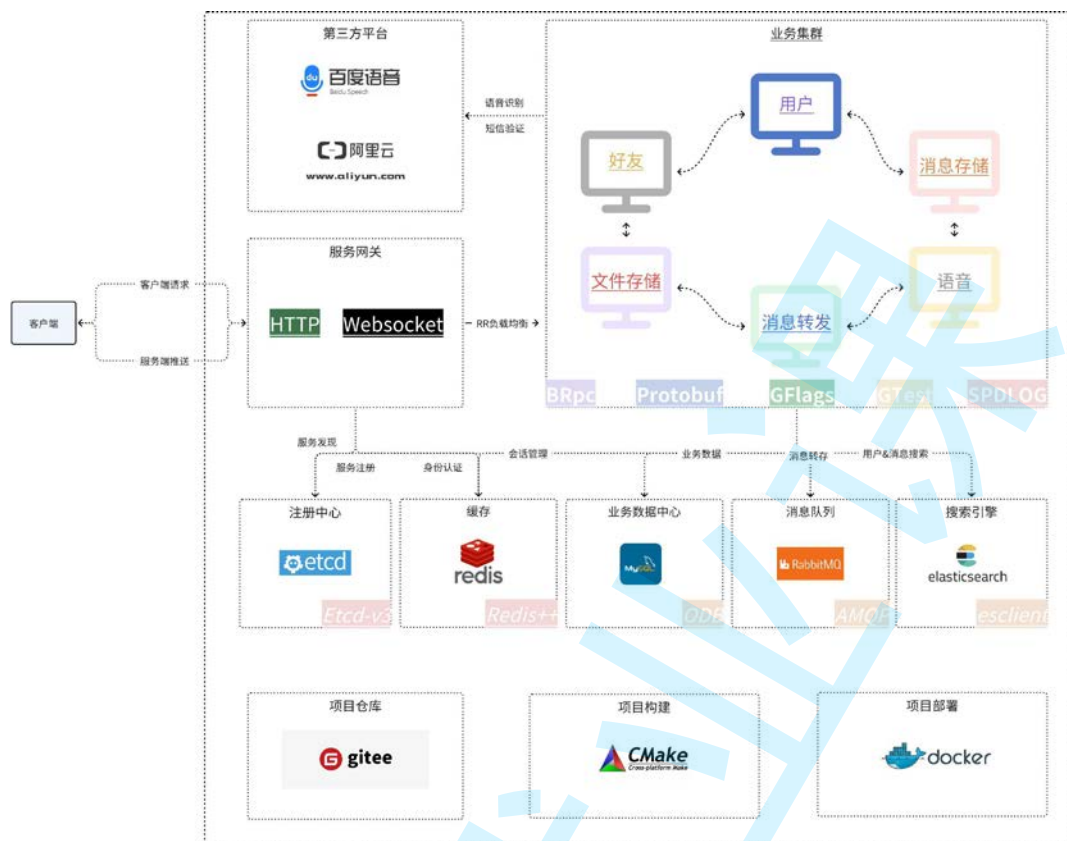 第三方平台
百度语音
Baidu Speech
阿里云
www.aliyun.com
语音识别
短信验证
业务集群
用户
好友
消息存储
文件存储
语音
消息转发
BRpc
Protobuf
GFlags
GTest
SPDLOG
服务网关
HTTP
Websocket
RR负载均衡
客户端
客户端请求
服务端推送
服务发现
服务注册
身份认证
会话管理
业务数据
消息转存
用户&消息搜索
注册中心
etcd
Etcd-v3
缓存
redis
Redis++
业务数据中心
MySQL
ODB
消息队列
RabbitMQ
AMQP
搜索引擎
elasticsearch
esclient
项目仓库
gitee
项目构建
CMake
Cross-platform Make
项目部署
docker